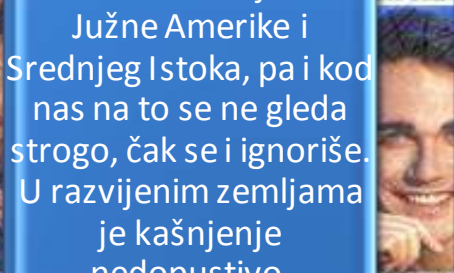 Južne Amerike i
Srednjeg Istoka, pa i kod
nas na to se ne gleda
strogo, čak se i ignoriše.
U razvijenim zemljama
je kašnjenje
nedopustivo